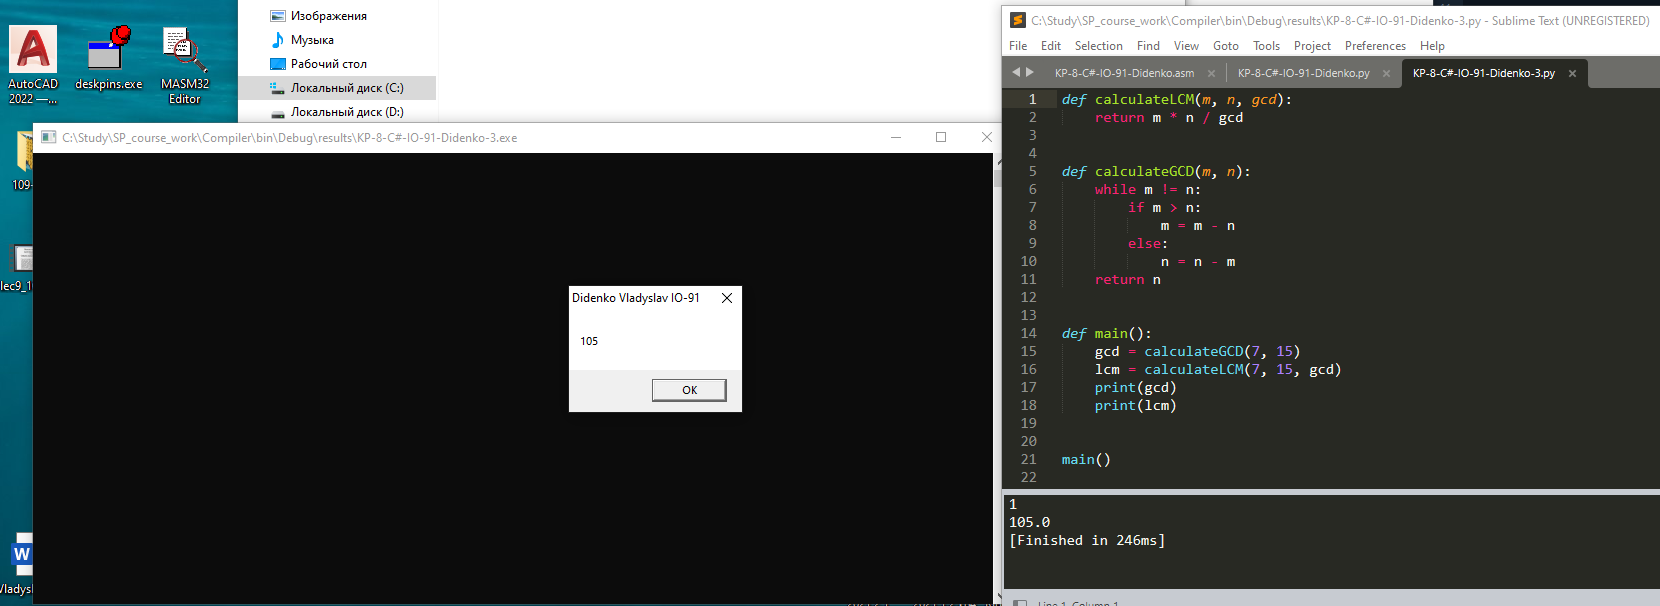 AutoCAD
2022 —...
deskpins.exe
MASM32
Editor
Изображения
Музыка
Рабочий стол
Локальный диск (C:)
Локальный диск (D:)
C:\Study\SP_course_work\Compiler\bin\Debug\results\KP-8-C#-IO-91-Didenko-3.exe
Didenko Vladyslav IO-91
105
OK
C:\Study\SP_course_work\Compiler\bin\Debug\results\KP-8-C#-IO-91-Didenko-3.py - Sublime Text (UNREGISTERED)
File Edit Selection Find View Goto Tools Project Preferences Help
KP-8-C#-IO-91-Didenko.asm KP-8-C#-IO-91-Didenko.py KP-8-C#-IO-91-Didenko-3.py
1 def calculateLCM(m, n, gcd):
2 return m * n / gcd
3
4
5 def calculateGCD(m, n):
6 while m != n:
7 if m > n:
8 m = m - n
9 else:
10 n = n - m
11 return n
12
13
14 def main():
15 gcd = calculateGCD(7, 15)
16 lcm = calculateLCM(7, 15, gcd)
17 print(gcd)
18 print(lcm)
19
20
21 main()
22
1
105.0
[Finished in 246ms]
Line 1, Column 1